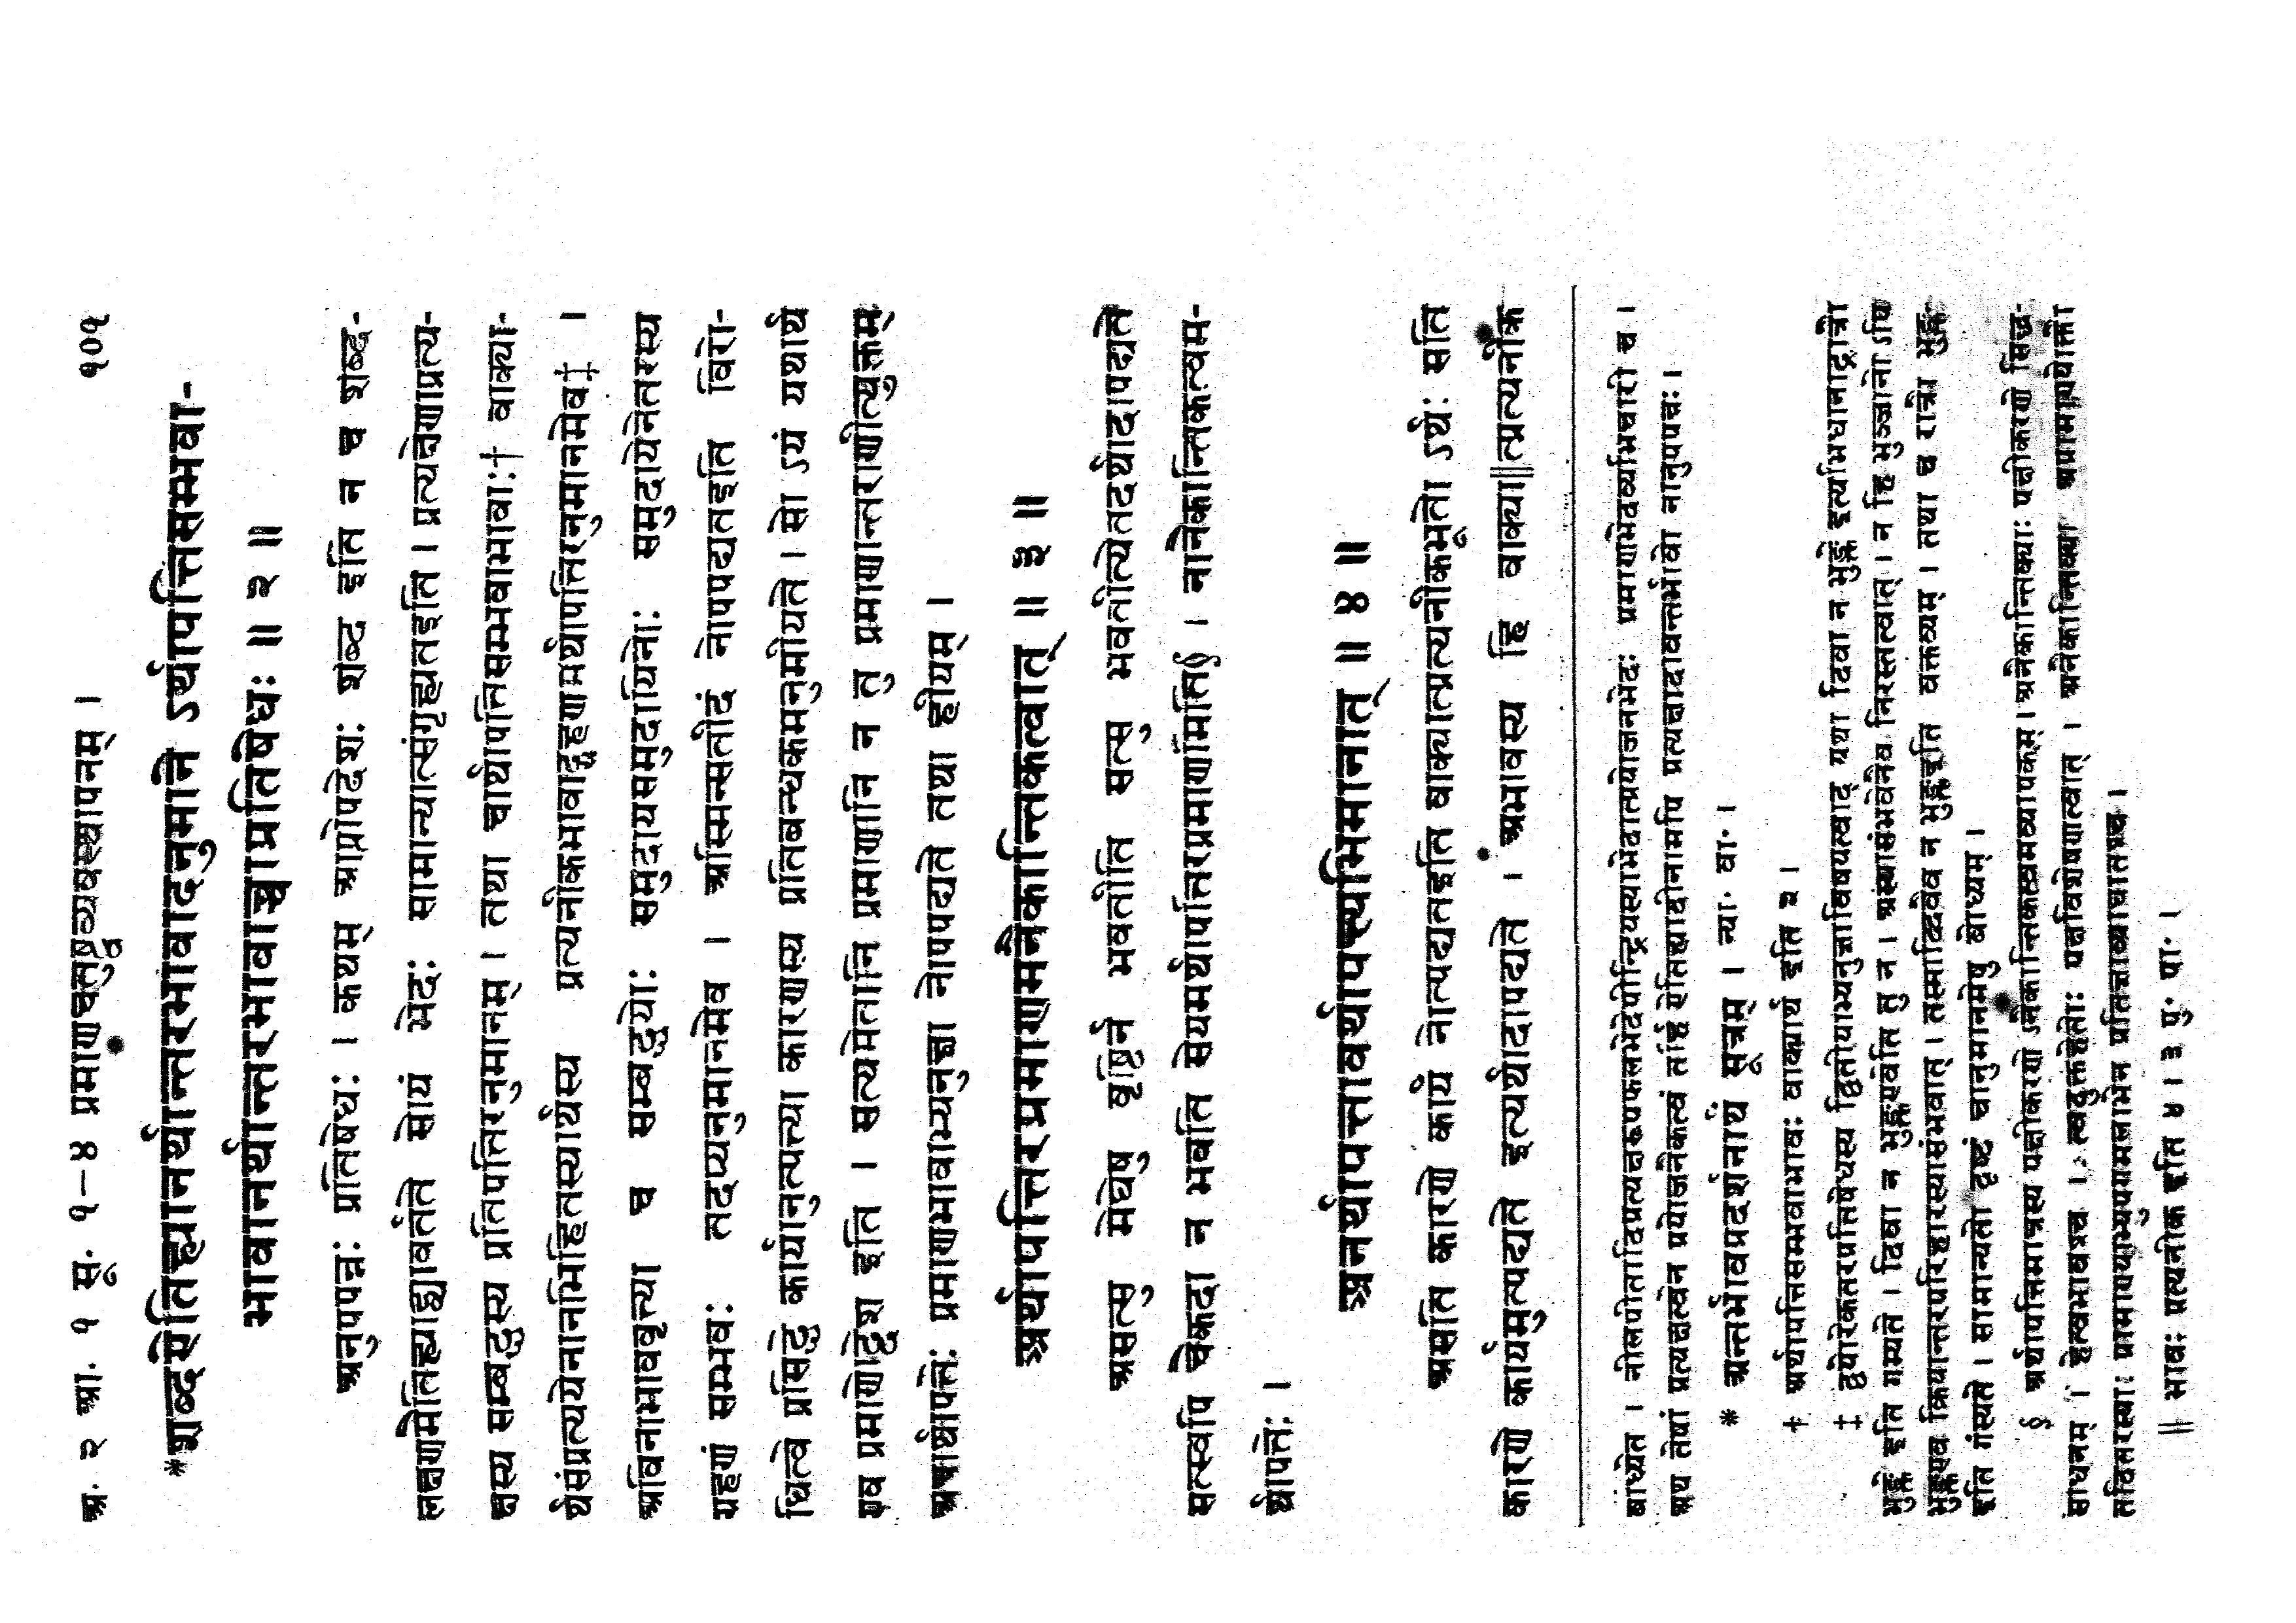 अ. २ आ. १ सू. १-४ प्रमाणचतुष्ट्वव्यवस्थापनम् । १०१
*शब्दऐतिह्यानर्थान्तरभावादनुमाने ऽर्थापत्तिसम्भवा-
भावानर्थान्तरभावाच्चाप्रतिषेधः ॥ २ ॥
अनुपपन्नः प्रतिषेधः । कथम् आप्तोपदेशः शब्द इति न च शब्द-
लक्षणमैतिह्याद्व्यावर्तते सोयं भेदः सामान्यात्संगृह्यतइति । प्रत्यक्षेणाप्रत्य-
क्षस्य सम्बद्धस्य प्रतिपत्तिरनुमानम् । तथा चार्थापत्तिसम्भवाभावाः† वाक्या-
र्थसंप्रत्ययेनानभिहितस्यार्थस्य प्रत्यनीकभावाद्ग्रहणमर्थापत्तिरनुमानमेव‡ ।
अविनाभाववृत्त्या च सम्बद्धयोः समुदायसमुदायिनोः समुदायेनेतरस्य
ग्रहणं सम्भवः तदप्यनुमानमेव । अस्मिन्सतीदं नोपपद्यतइति विरो-
धित्वे प्रसिद्धे कार्यानुत्पत्त्या कारणस्य प्रतिबन्धकमनुमीयते । सो ऽयं यथार्थ
एव प्रमाणोद्देश इति । सत्यमेतानि प्रमाणानि न तु प्रमाणान्तराणीत्युक्तम्
अथार्थापत्तेः प्रमाणभावाभ्यनुज्ञा नोपपद्यते तथा हीयम् ।
अर्थापत्तिरप्रमाणमनैकान्तिकत्वात् ॥ ३ ॥
असत्सु मेघेषु वृष्टिर्न भवतीति सत्सु भवतीत्येतदर्थादापद्यते
सत्स्वपि चैकदा न भवति सेयमर्थापत्तिरप्रमाणमिति§ । नानैकान्तिकत्वम-
र्थापत्तेः ।
अनर्थापत्तावर्थापत्त्यभिमानात् ॥ ४ ॥
असति कारणे कार्यं नोत्पद्यतइति वाक्यात्प्रत्यनीकभूतो ऽर्थः सति
कारणे कार्यमुत्पद्यते इत्यर्थादापद्यते । अभावस्य हि वाक्या॥त्प्रत्यनीक
बाध्येत । नीलपीतादिप्रत्यक्षरूपफलभेदेपीन्द्रियस्याभेदात्प्रयोजनभेदः प्रमाणभेदव्यभिचारी च ।
अथ तेषां प्रत्यक्षत्वेन प्रयोजनैकत्वं तर्हि ऐतिह्यादीनामपि प्रत्यक्षादावन्तर्भावो नानुपपन्नः ।
* अन्तर्भावप्रदर्शनार्थं सूत्रम् । न्या. वा. ।
† अर्थापत्तिसम्भवाभावः वाक्यार्थ इति २ ।
‡ द्वयोरेकतरप्रतिषेधस्य द्वितीयाभ्यनुज्ञाविषयत्वाद् यथा दिवा न भुङ्क्ते इत्यभिधानाद्रात्रौ
भुङ्क्ते इति गम्यते । दिवा न भुङ्क्तएवेति तु न । अस्यासंभवेनैव निरस्तत्वात् । न हि भुञ्जानो ऽपि
भुङ्क्तएव क्रियान्तरपरिहारस्यासंभवात् । तस्माद्दिवैव न भुङ्क्तइति वक्तव्यम् । तथा च रात्रौ भुङ्क्त-
इति गंस्यते । सामान्यतो दृष्टं चानुमानमेषु बोध्यम् ।
§ अर्थापत्तिमात्रस्य पक्षीकरणे ऽनैकान्तिकत्वमव्यापकम् । अनैकान्तिक्याः पक्षीकरणे सिद्ध-
साधनम् । हेत्वभावश्च । त्वदुक्तहेतोः पक्षविशेषणत्वात् । अनैकान्तिक्या अप्रामाण्योक्तौ
तदितरस्याः प्रामाण्याभ्युपगमलाभेन प्रतिज्ञाव्याघातश्च ।
॥ भावः प्रत्यनीक इति ४ । ३ पु. पा. ।